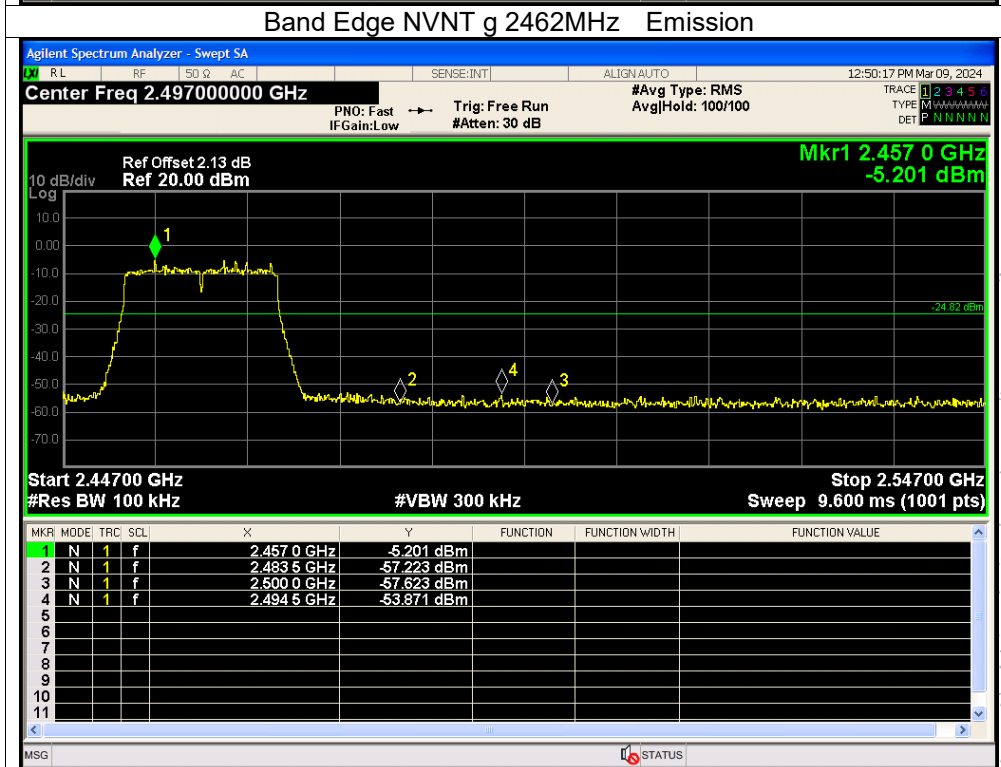 Band Edge NVNT g 2462MHz Emission
Agilent Spectrum Analyzer - Swept SA
LXI RL RF 50 Ω AC SENSE:INT ALIGN AUTO 12:50:17 PM Mar 09, 2024
Center Freq 2.497000000 GHz #Avg Type: RMS TRACE 1 2 3 4 5 6
PNO: Fast Trig: Free Run Avg|Hold: 100/100 TYPE M WWWWW
IFGain:Low #Atten: 30 dB DET P N N N N N
Mkr1 2.457 0 GHz
Ref Offset 2.13 dB
10 dB/div Ref 20.00 dBm -5.201 dBm
Log
10.0
1
0.00
-10.0
-20.0
-24.82 dBm
-30.0
-40.0
4
-50.0 2 3
-60.0
-70.0
Start 2.44700 GHz Stop 2.54700 GHz
#Res BW 100 kHz #VBW 300 kHz Sweep 9.600 ms (1001 pts)
MKR MODE TRC SCL X Y FUNCTION FUNCTION WIDTH FUNCTION VALUE
1 N 1 f 2.457 0 GHz -5.201 dBm
2 N 1 f 2.483 5 GHz -57.223 dBm
3 N 1 f 2.500 0 GHz -57.623 dBm
4 N 1 f 2.494 5 GHz -53.871 dBm
5
6
7
8
9
10
11
MSG STATUS